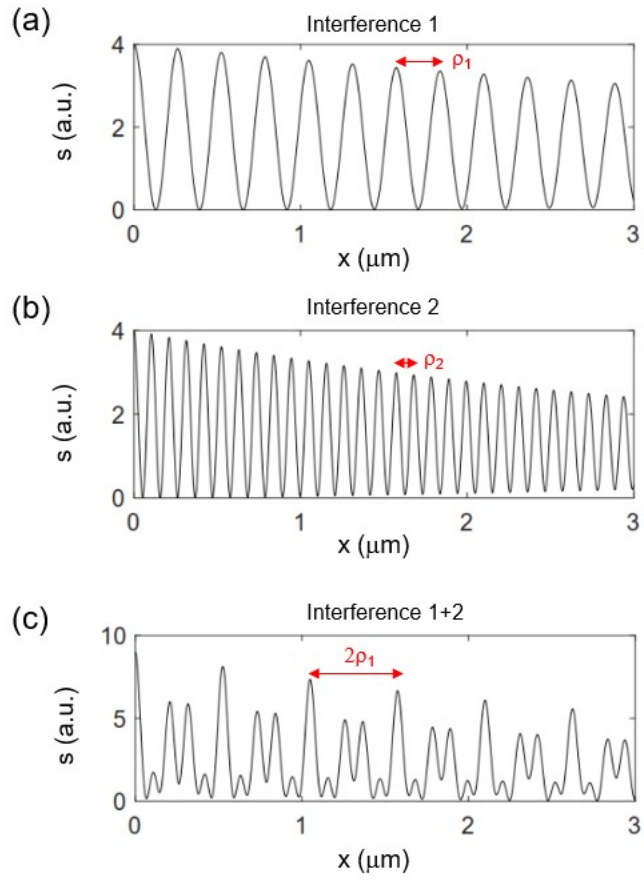 (a)
Interference 1
4
2
0
s (a.u.)
ρ1
0 1 2 3
x (μm)
(b)
Interference 2
4
2
0
s (a.u.)
ρ2
0 1 2 3
x (μm)
(c)
Interference 1+2
10
5
0
s (a.u.)
2ρ1
0 1 2 3
x (μm)